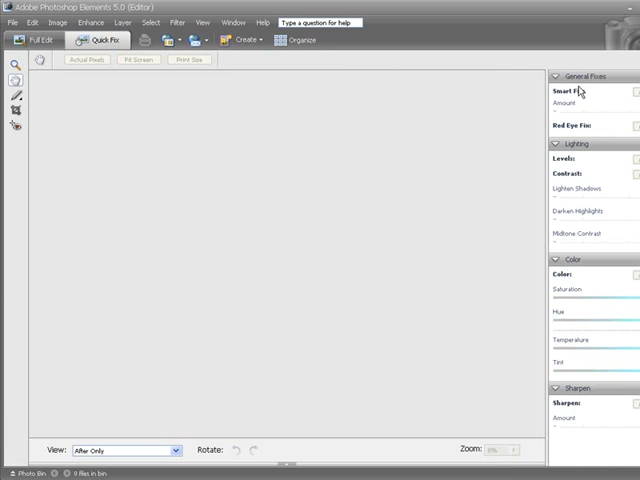 Adobe Photoshop Elements 5.0 (Editor)
File Edit Image Enhance Layer Select Filter View Window Help Type a question for help
Full Edit Quick Fix Create Organize
Actual Pixels Fit Screen Print Size
General Fixes
Smart Fix:
Amount
Red Eye Fix:
Lighting
Levels:
Contrast:
Lighten Shadows
Darken Highlights
Midtone Contrast
Color
Color:
Saturation
Hue
Temperature
Tint
Sharpen
Sharpen:
Amount
View: After Only Rotate: Zoom: 0%
Photo Bin 0 files in bin